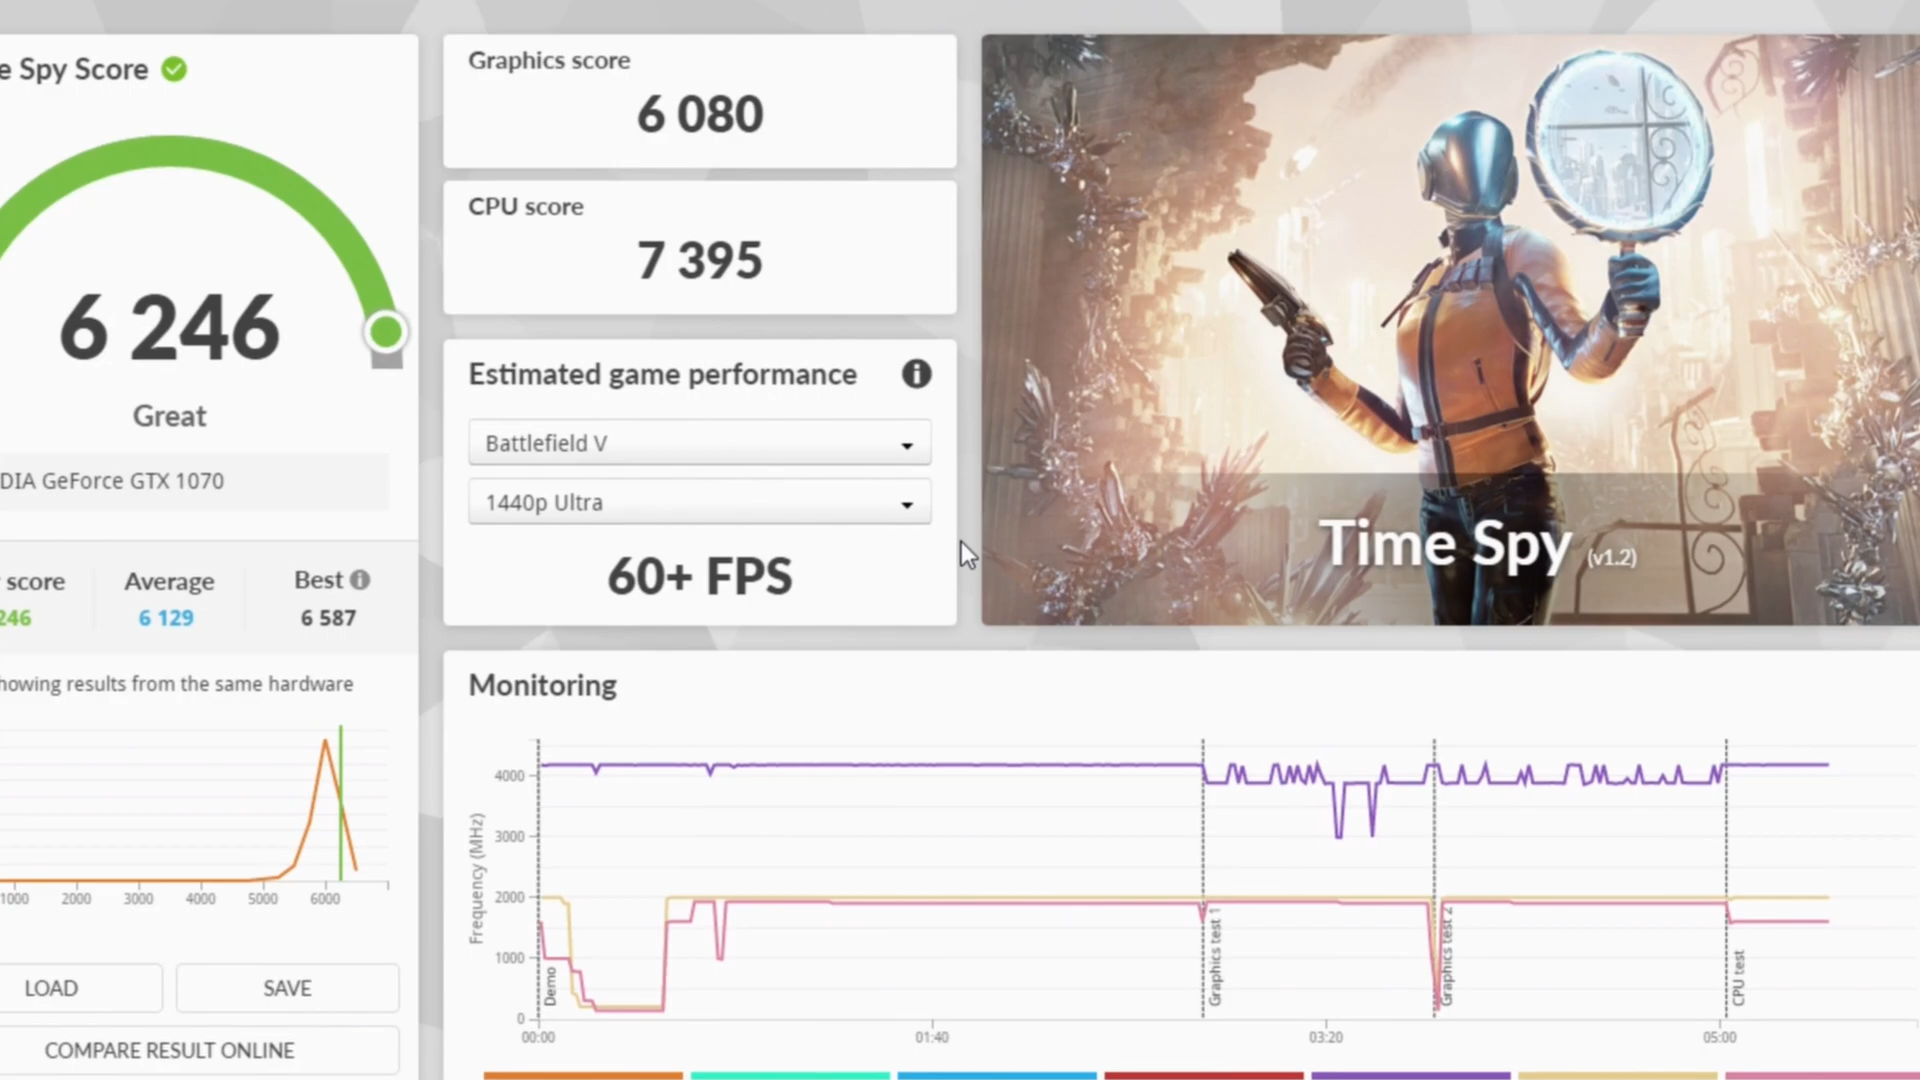 e Spy Score
6 246
Great
DIA GeForce GTX 1070
score
246
Average
6 129
Best
6 587
howing results from the same hardware
1000 2000 3000 4000 5000 6000
LOAD
SAVE
COMPARE RESULT ONLINE
Graphics score
6 080
CPU score
7 395
Estimated game performance
Battlefield V
1440p Ultra
60+ FPS
Time Spy (v1.2)
Monitoring
Frequency (MHz)
4000
3000
2000
1000
0
Demo
Graphics test 1
Graphics test 2
CPU test
00:00 01:40 03:20 05:00